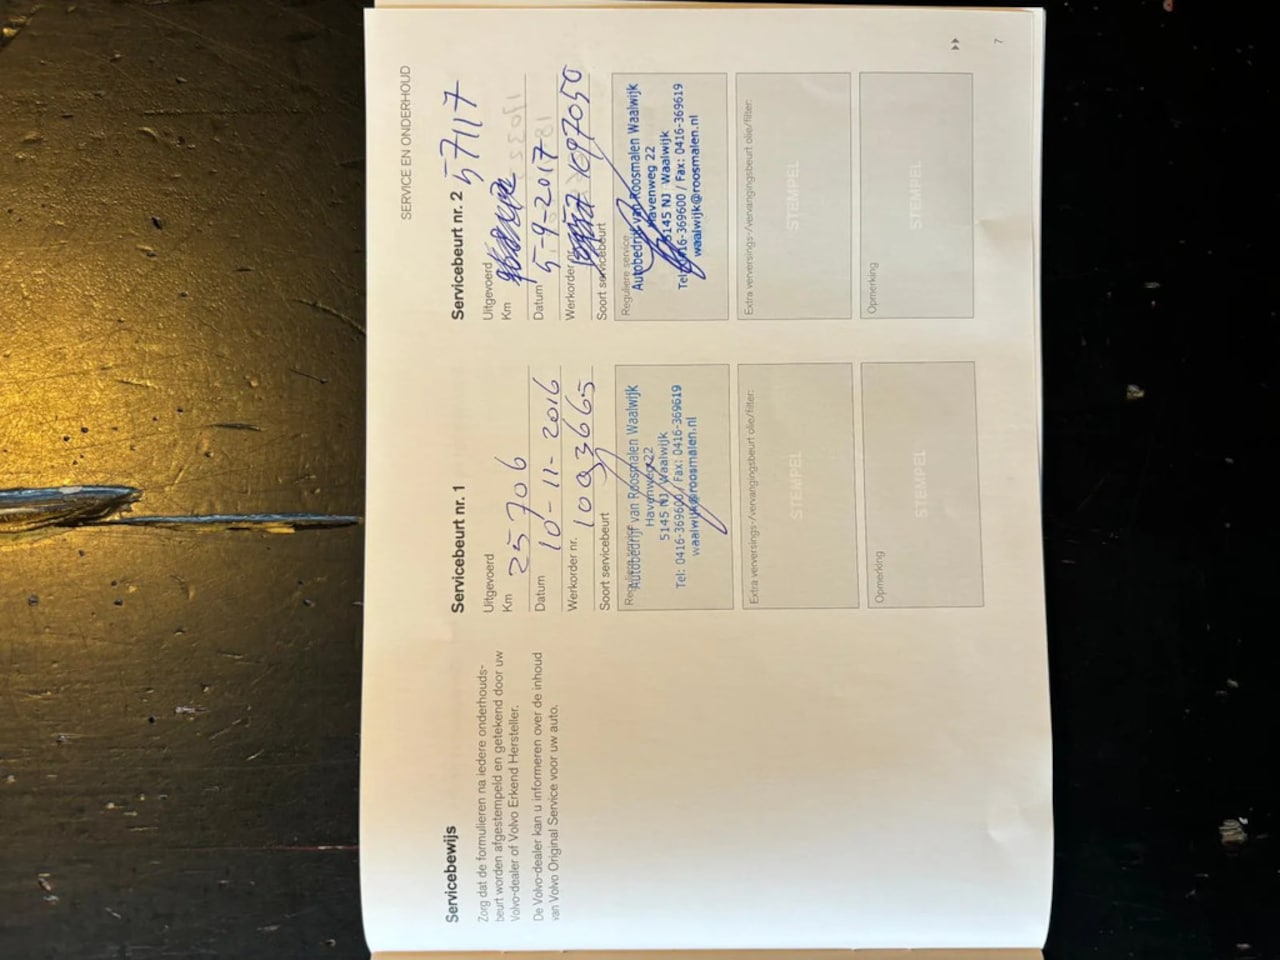 SERVICE EN ONDERHOUD
Servicebewijs
Zorg dat de formulieren na iedere onderhouds-
beurt worden afgestempeld en getekend door uw
Volvo-dealer of Volvo Erkend Hersteller.
De Volvo-dealer kan u informeren over de inhoud
van Volvo Original Service voor uw auto.
Servicebeurt nr. 1
Uitgevoerd
Km 25706
Datum 10-11-2016
Werkorder nr. 1093665
Soort servicebeurt
Reguliere service
Autobedrijf van Roosmalen Waalwijk
Havenweg 22
5145 NJ Waalwijk
Tel: 0416-369600 / Fax: 0416-369619
waalwijk@roosmalen.nl
Extra verversings-/vervangingsbeurt olie/filter:
STEMPEL
Opmerking
STEMPEL
Servicebeurt nr. 2
Uitgevoerd
Km 57117
Datum 5-9-2017
Werkorder nr. 1097050
Soort servicebeurt
Reguliere service
Autobedrijf van Roosmalen Waalwijk
Havenweg 22
5145 NJ Waalwijk
Tel: 0416-369600 / Fax: 0416-369619
waalwijk@roosmalen.nl
Extra verversings-/vervangingsbeurt olie/filter:
STEMPEL
Opmerking
STEMPEL
7